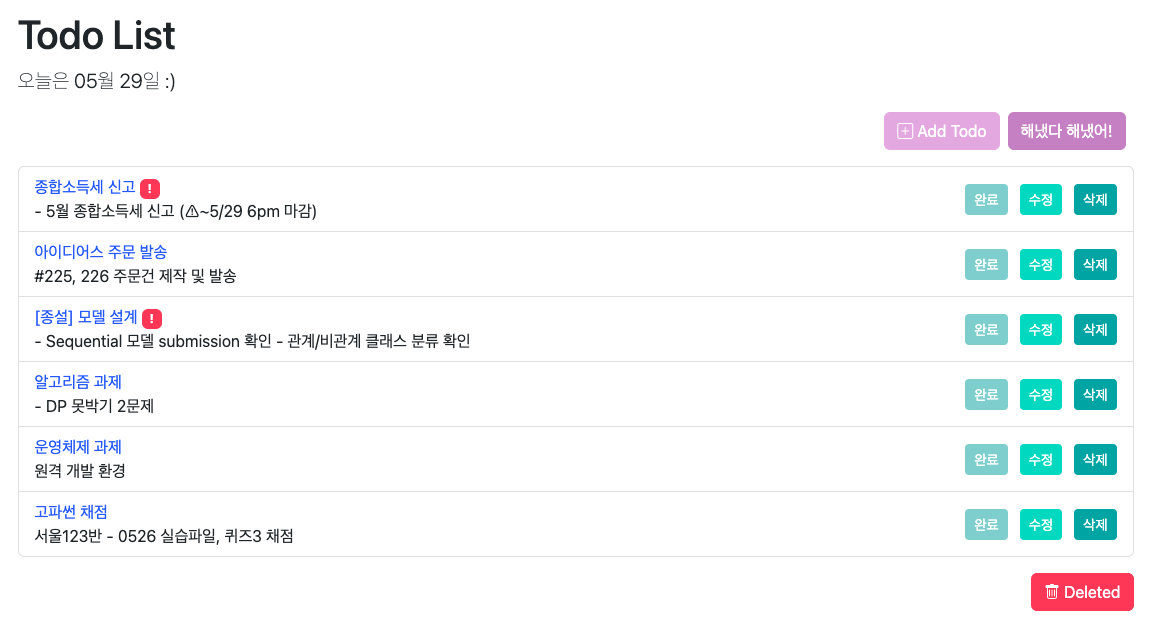 Todo List
오늘은 05월 29일 :)
Add Todo
해냈다 해냈어!
종합소득세 신고 !
- 5월 종합소득세 신고 (⚠~5/29 6pm 마감)
완료 수정 삭제
아이디어스 주문 발송
#225, 226 주문건 제작 및 발송
완료 수정 삭제
[종설] 모델 설계 !
- Sequential 모델 submission 확인 - 관계/비관계 클래스 분류 확인
완료 수정 삭제
알고리즘 과제
- DP 못박기 2문제
완료 수정 삭제
운영체제 과제
원격 개발 환경
완료 수정 삭제
고파썬 채점
서울123반 - 0526 실습파일, 퀴즈3 채점
완료 수정 삭제
Deleted